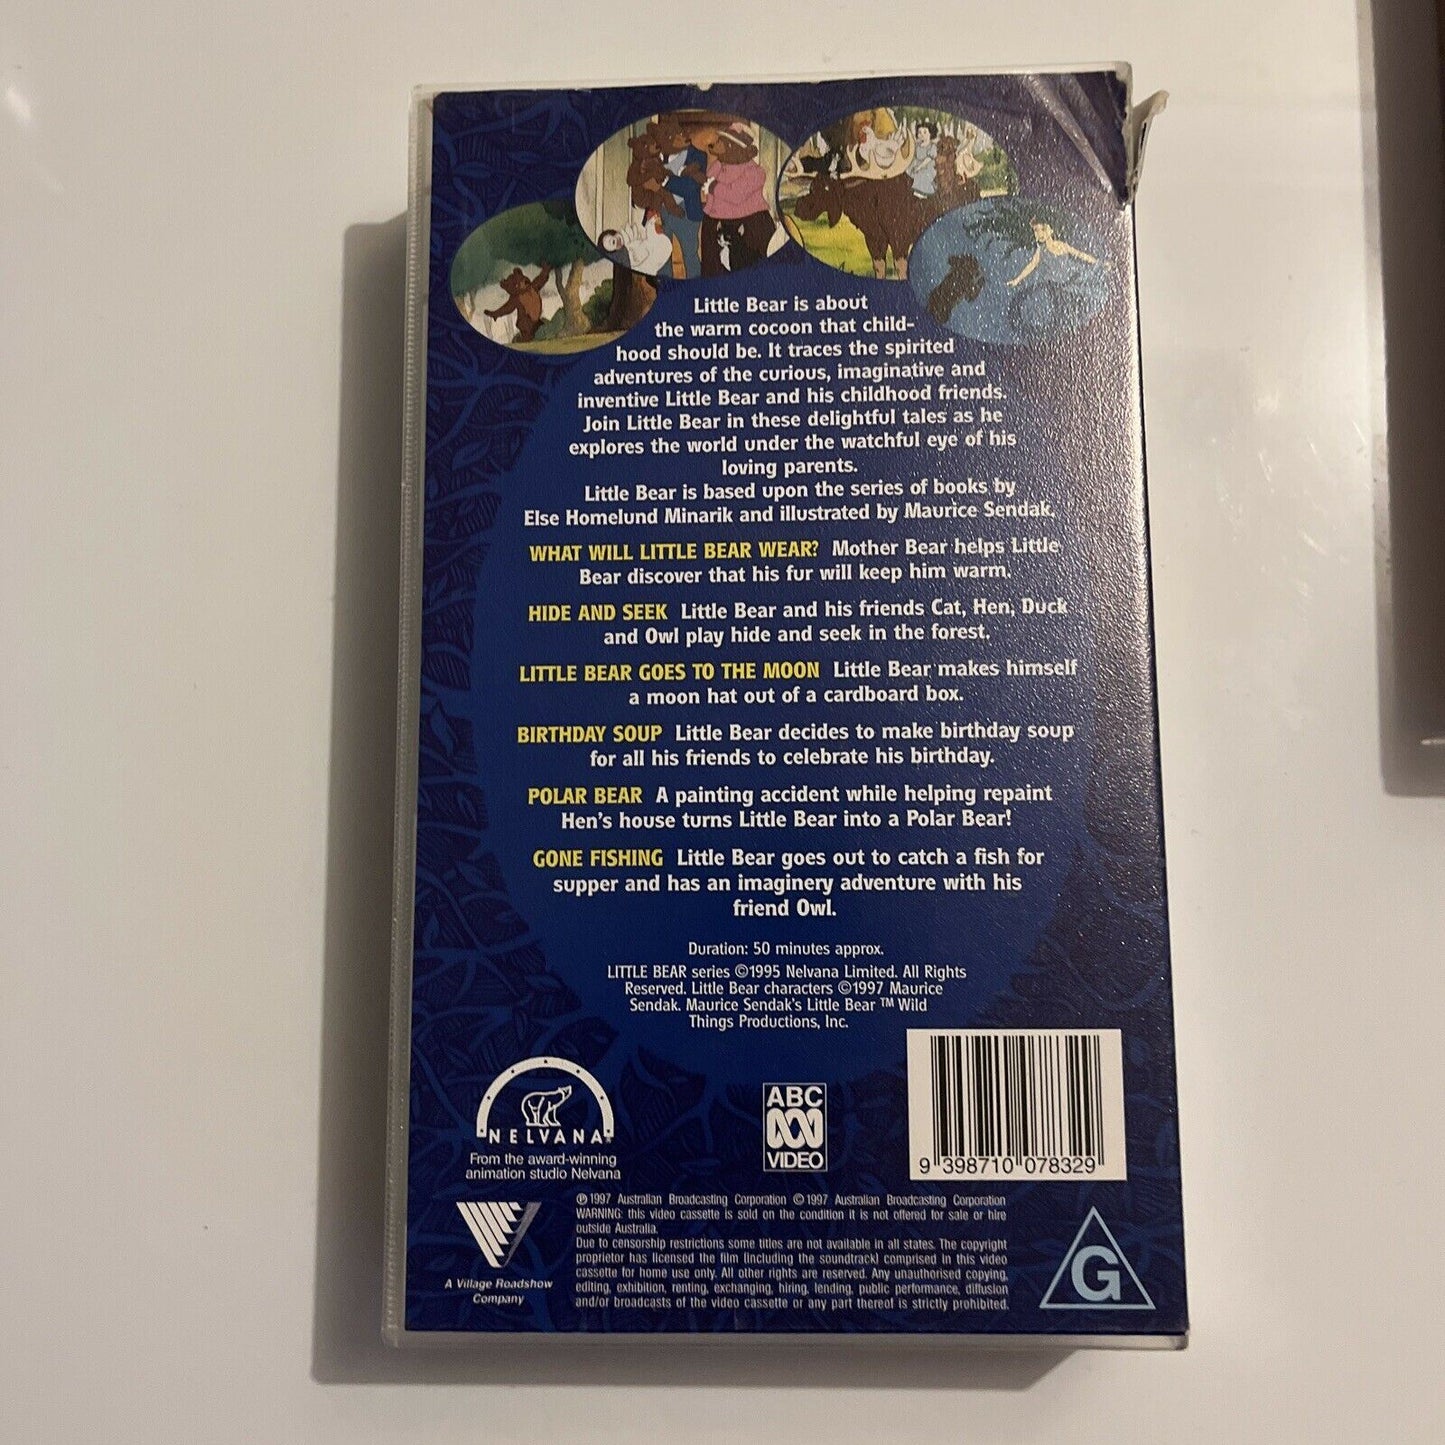 Little Bear is about
the warm cocoon that child-
hood should be. It traces the spirited
adventures of the curious, imaginative and
inventive Little Bear and his childhood friends.
Join Little Bear in these delightful tales as he
explores the world under the watchful eye of his
loving parents.
Little Bear is based upon the series of books by
Else Homelund Minarik and illustrated by Maurice Sendak.
WHAT WILL LITTLE BEAR WEAR? Mother Bear helps Little
Bear discover that his fur will keep him warm.
HIDE AND SEEK Little Bear and his friends Cat, Hen, Duck
and Owl play hide and seek in the forest.
LITTLE BEAR GOES TO THE MOON Little Bear makes himself
a moon hat out of a cardboard box.
BIRTHDAY SOUP Little Bear decides to make birthday soup
for all his friends to celebrate his birthday.
POLAR BEAR A painting accident while helping repaint
Hen's house turns Little Bear into a Polar Bear!
GONE FISHING Little Bear goes out to catch a fish for
supper and has an imaginery adventure with his
friend Owl.
Duration: 50 minutes approx.
LITTLE BEAR series ©1995 Nelvana Limited. All Rights
Reserved. Little Bear characters ©1997 Maurice
Sendak. Maurice Sendak's Little Bear ™ Wild
Things Productions, Inc.
NELVANA
From the award-winning
animation studio Nelvana
ABC
VIDEO
9 398710 078329
A Village Roadshow
Company
℗ 1997 Australian Broadcasting Corporation © 1997 Australian Broadcasting Corporation
WARNING: this video cassette is sold on the condition it is not offered for sale or hire
outside Australia.
Due to censorship restrictions some titles are not available in all states. The copyright
proprietor has licensed the film (including the soundtrack) comprised in this video
cassette for home use only. All other rights are reserved. Any unauthorised copying,
editing, exhibition, renting, exchanging, hiring, lending, public performance, diffusion
and/or broadcasts of the video cassette or any part thereof is strictly prohibited.
G